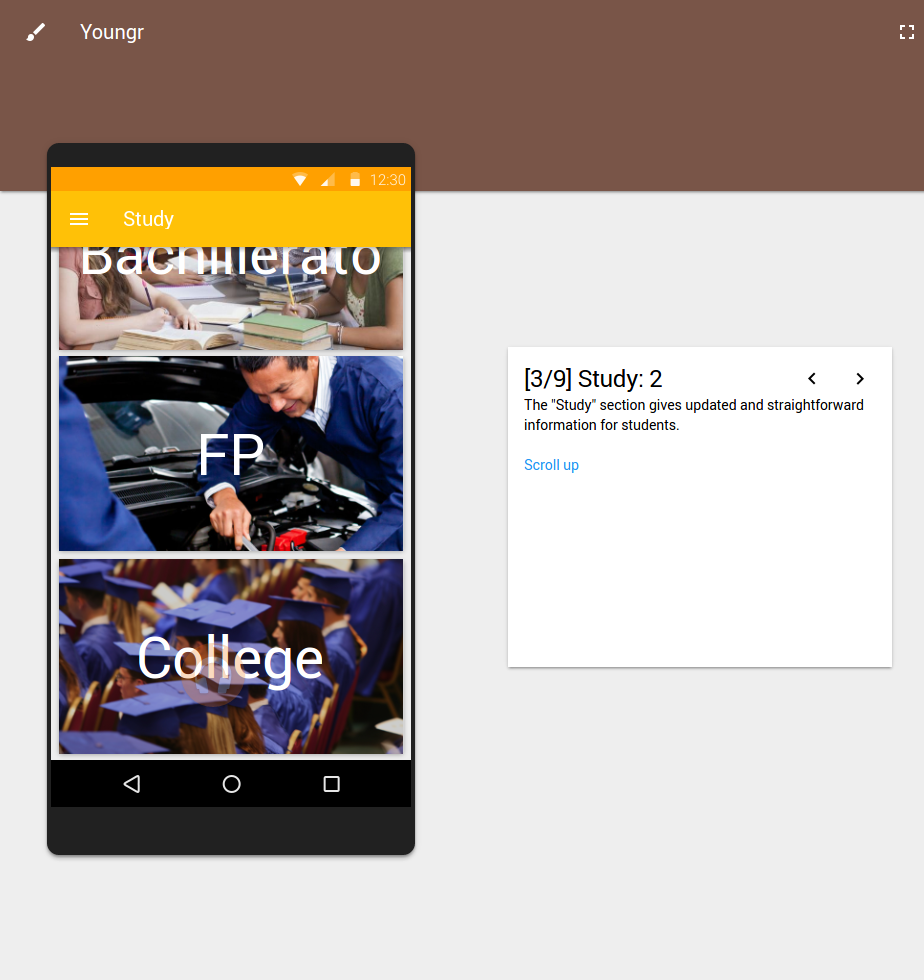 Youngr
12:30
Study
Bachillerato
FP
College
[3/9] Study: 2
The "Study" section gives updated and straightforward
information for students.
Scroll up